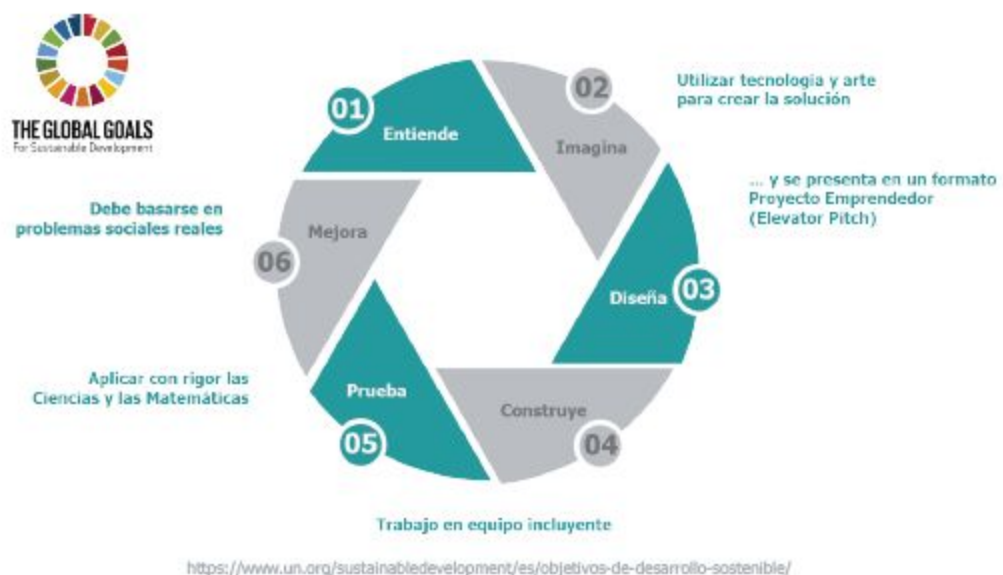 THE GLOBAL GOALS
For Sustainable Development
01
Entiende
02
Imagina
Utilizar tecnologia y arte
para crear la solución
... y se presenta en un formato
Proyecto Emprendedor
(Elevator Pitch)
03
Diseña
Debe basarse en
problemas sociales reales
Mejora
06
Aplicar con rigor las
Ciencias y las Matemáticas
Prueba
05
Construye
04
Trabajo en equipo incluyente
https://www.un.org/sustainabledevelopment/es/objetivos-de-desarrollo-sostenible/